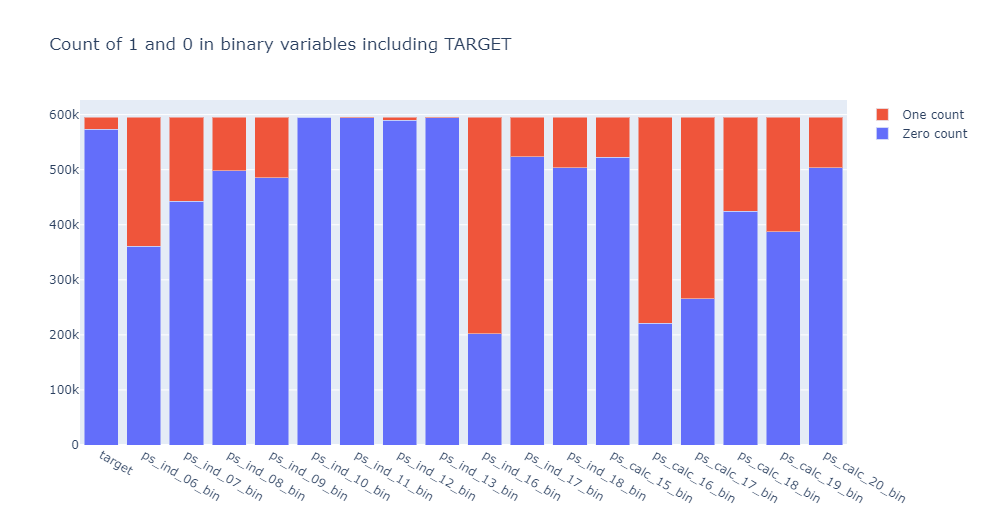 Count of 1 and 0 in binary variables including TARGET
One count
Zero count
600k
500k
400k
300k
200k
100k
0
target
ps_ind_06_bin
ps_ind_07_bin
ps_ind_08_bin
ps_ind_09_bin
ps_ind_10_bin
ps_ind_11_bin
ps_ind_12_bin
ps_ind_13_bin
ps_ind_16_bin
ps_ind_17_bin
ps_ind_18_bin
ps_calc_15_bin
ps_calc_16_bin
ps_calc_17_bin
ps_calc_18_bin
ps_calc_19_bin
ps_calc_20_bin